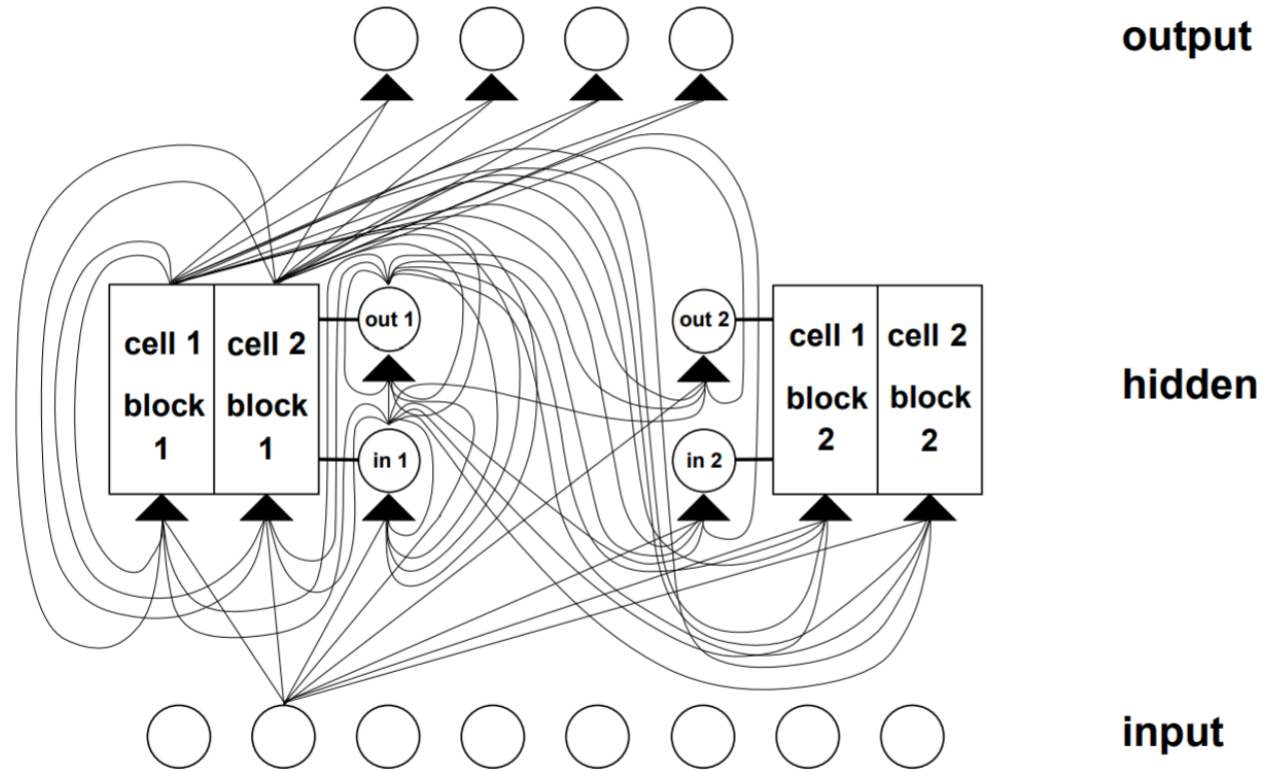 output
out 1
out 2
cell 1
cell 2
cell 1
cell 2
hidden
block
block
block
block
1
1
2
2
in 1
in 2
input